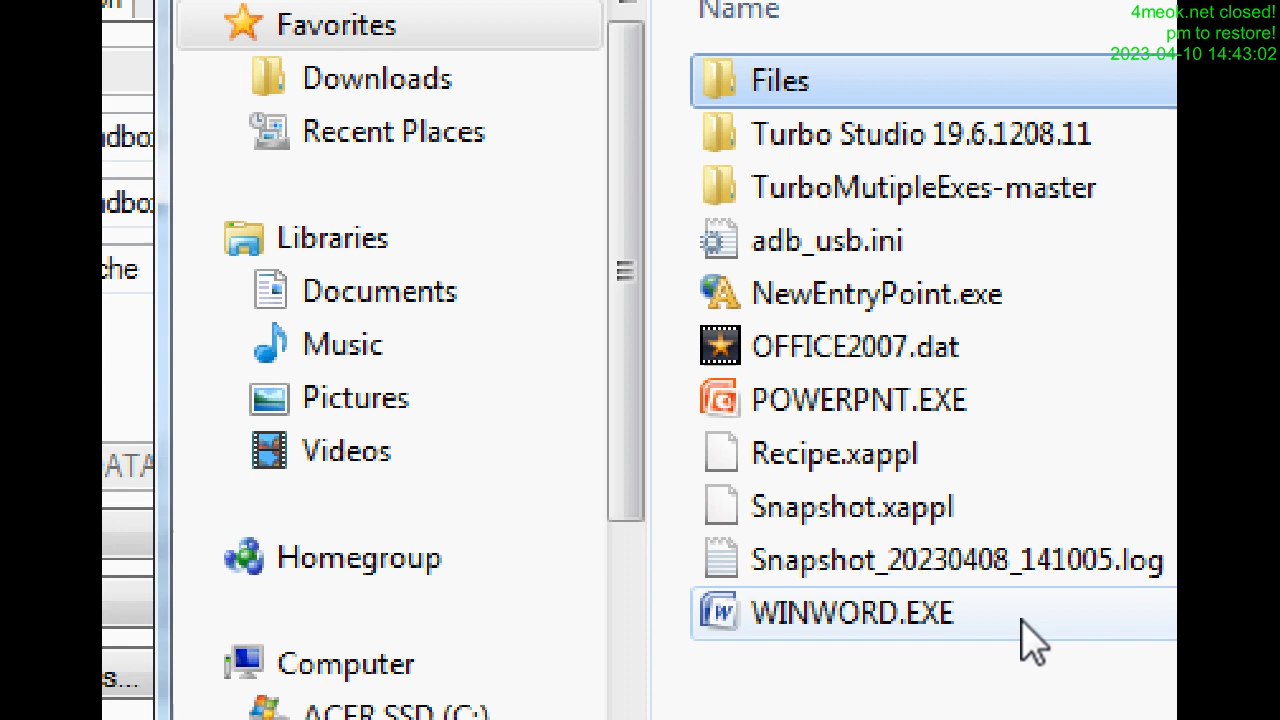 4meok.net closed!
pm to restore!
2023-04-10 14:43:02
Name
Favorites
Downloads
Recent Places
Libraries
Documents
Music
Pictures
Videos
Homegroup
Computer
ACER SSD (C:)
Files
Turbo Studio 19.6.1208.11
TurboMutipleExes-master
adb_usb.ini
NewEntryPoint.exe
OFFICE2007.dat
POWERPNT.EXE
Recipe.xappl
Snapshot.xappl
Snapshot_20230408_141005.log
WINWORD.EXE